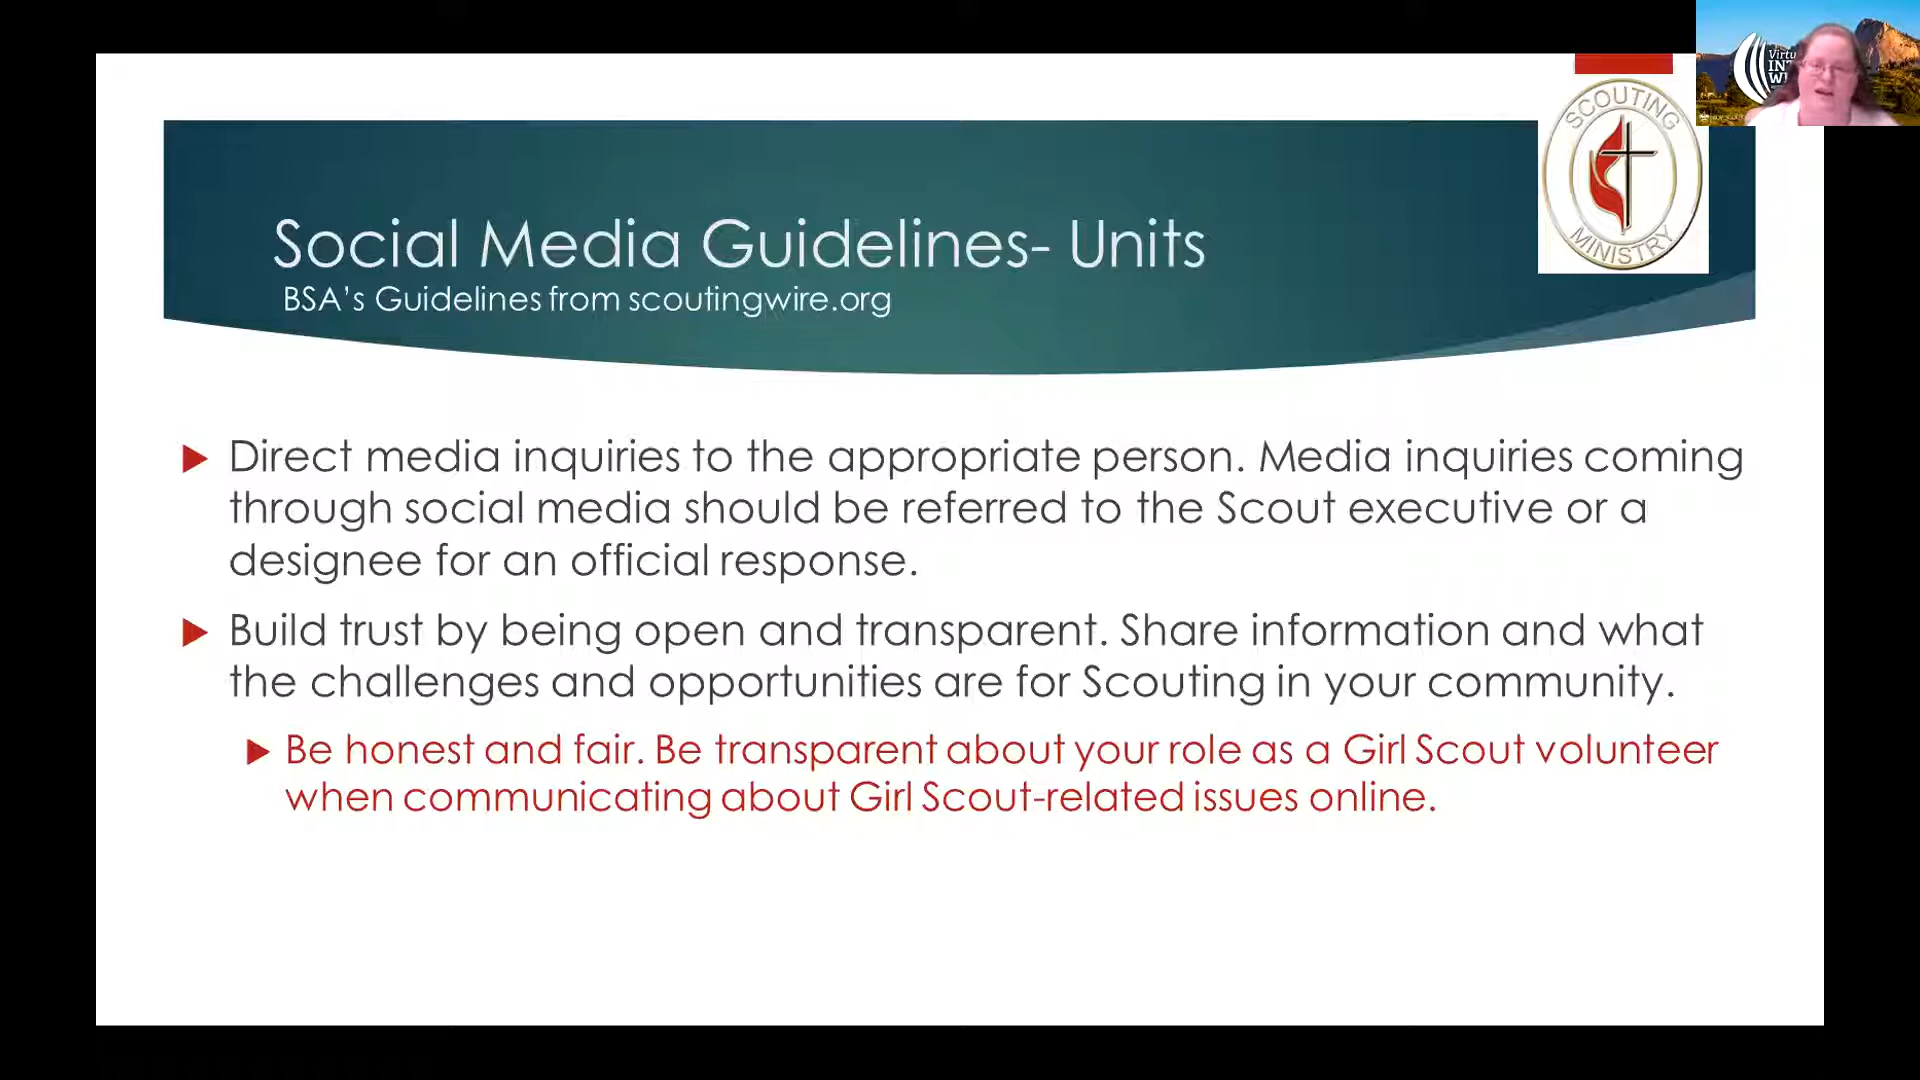 Virtu
INT
W
SCOUTING
MINISTRY
Social Media Guidelines- Units
BSA's Guidelines from scoutingwire.org
Direct media inquiries to the appropriate person. Media inquiries coming
through social media should be referred to the Scout executive or a
designee for an official response.
Build trust by being open and transparent. Share information and what
the challenges and opportunities are for Scouting in your community.
Be honest and fair. Be transparent about your role as a Girl Scout volunteer
when communicating about Girl Scout-related issues online.